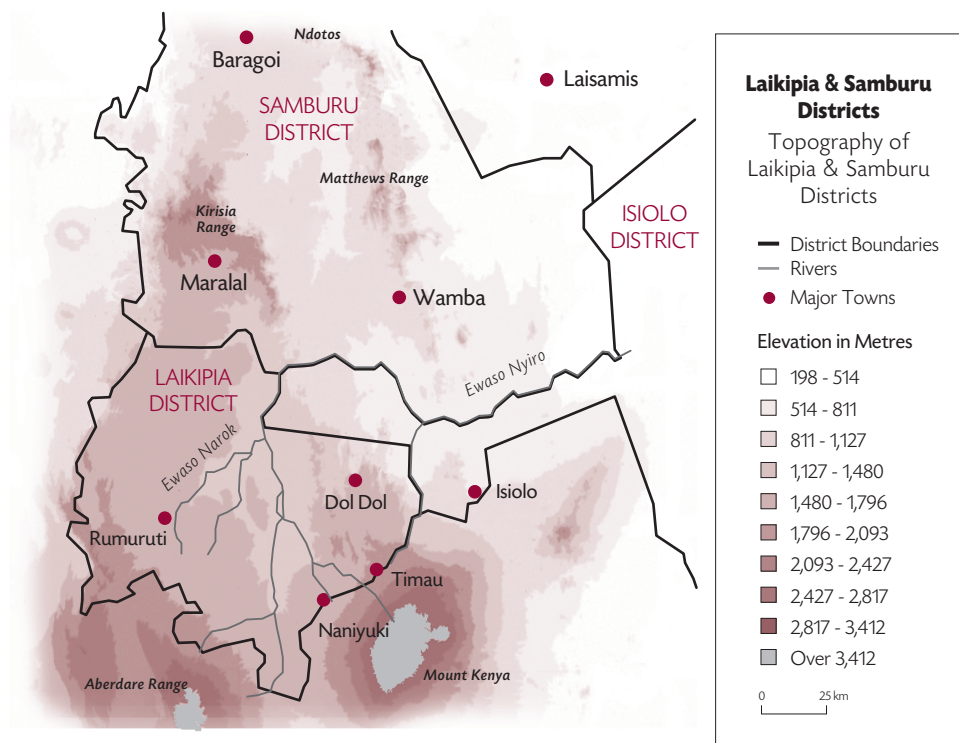 Ndotos
Baragoi
Laisamis
SAMBURU
DISTRICT
Matthews Range
ISIOLO
DISTRICT
Kirisia
Range
Maralal
Wamba
Ewaso Nyiro
LAIKIPIA
DISTRICT
Ewaso Narok
Dol Dol
Isiolo
Rumuruti
Timau
Naniyuki
Mount Kenya
Aberdare Range
Laikipia & Samburu
Districts
Topography of
Laikipia & Samburu
Districts
District Boundaries
Rivers
Major Towns
Elevation in Metres
198 - 514
514 - 811
811 - 1,127
1,127 - 1,480
1,480 - 1,796
1,796 - 2,093
2,093 - 2,427
2,427 - 2,817
2,817 - 3,412
Over 3,412
0 25 km